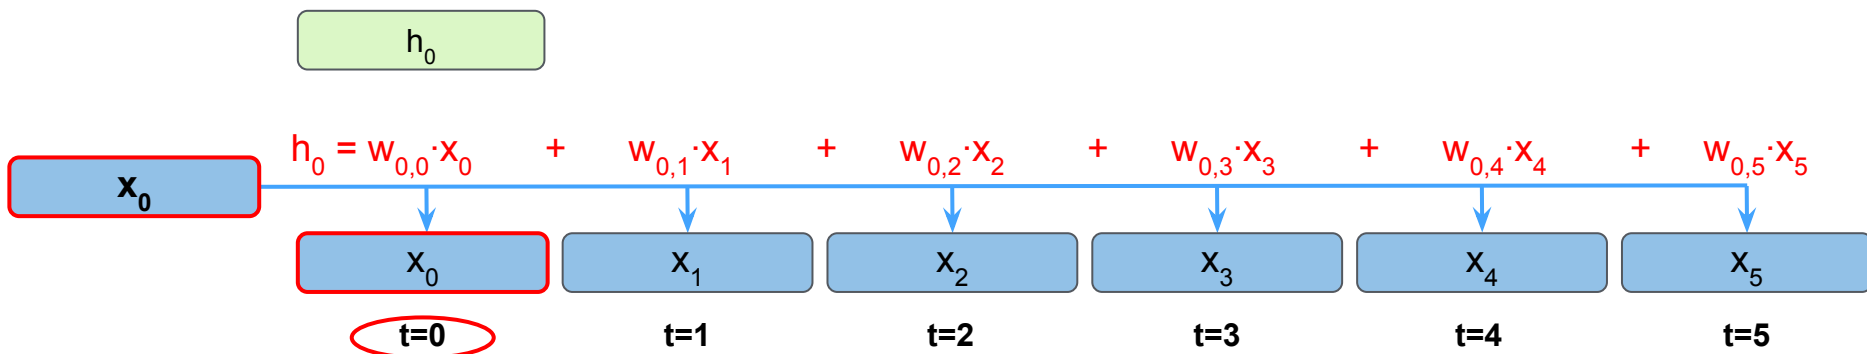 h₀
h₀ = w₀,₀·x₀ + w₀,₁·x₁ + w₀,₂·x₂ + w₀,₃·x₃ + w₀,₄·x₄ + w₀,₅·x₅
x₀
x₀ x₁ x₂ x₃ x₄ x₅
t=0 t=1 t=2 t=3 t=4 t=5